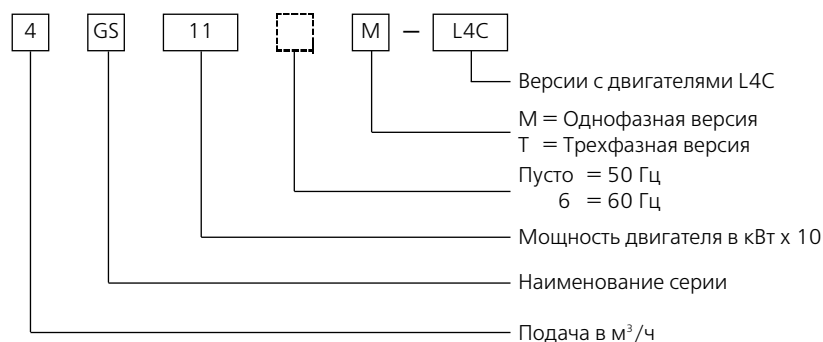 4 GS 11 M – L4C
Версии с двигателями L4C
М = Однофазная версия
Т = Трехфазная версия
Пусто = 50 Гц
6 = 60 Гц
Мощность двигателя в кВт x 10
Наименование серии
Подача в м³/ч